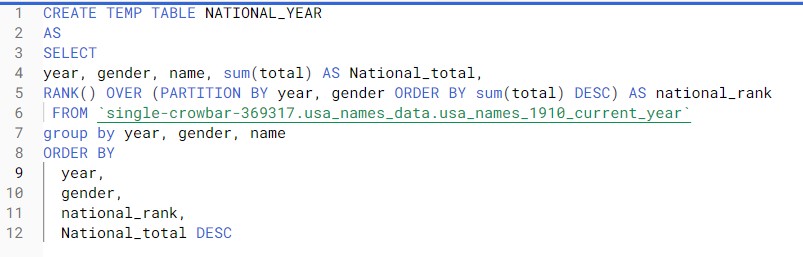 1 CREATE TEMP TABLE NATIONAL_YEAR
2 AS
3 SELECT
4 year, gender, name, sum(total) AS National_total,
5 RANK() OVER (PARTITION BY year, gender ORDER BY sum(total) DESC) AS national_rank
6 FROM `single-crowbar-369317.usa_names_data.usa_names_1910_current_year`
7 group by year, gender, name
8 ORDER BY
9 year,
10 gender,
11 national_rank,
12 National_total DESC